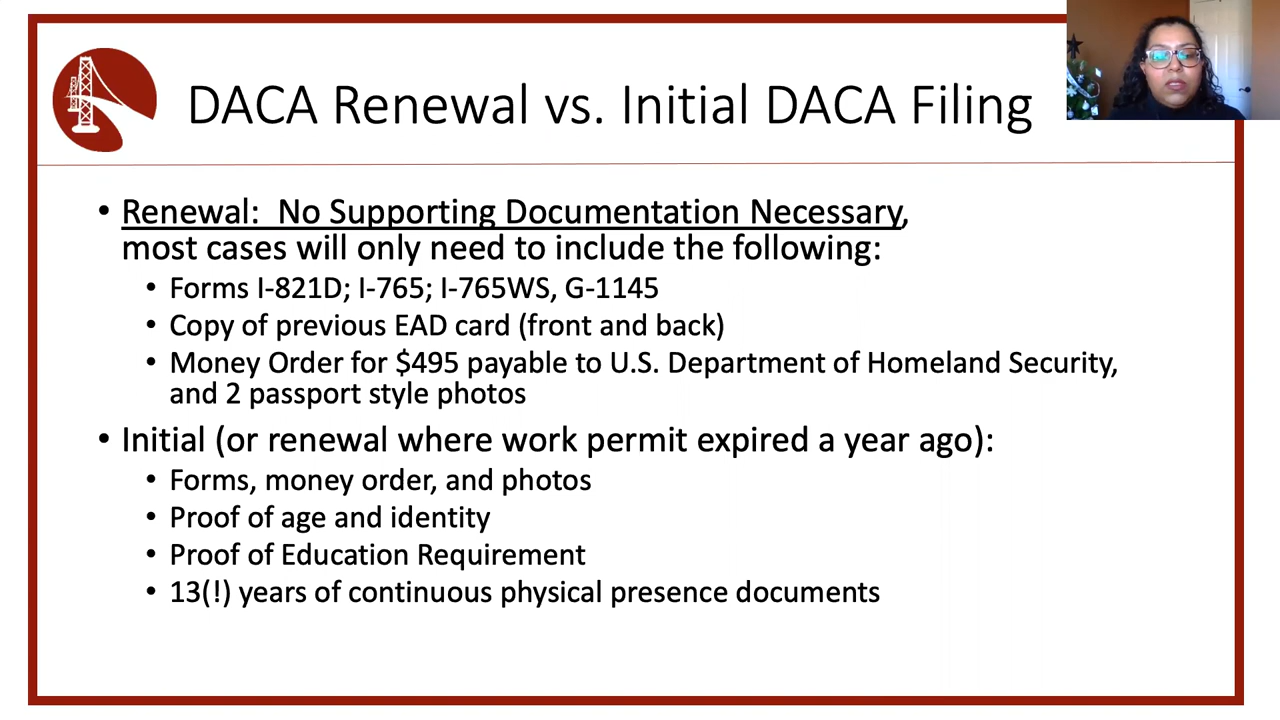 DACA Renewal vs. Initial DACA Filing
• Renewal:  No Supporting Documentation Necessary,
most cases will only need to include the following:
• Forms I-821D; I-765; I-765WS, G-1145
• Copy of previous EAD card (front and back)
• Money Order for $495 payable to U.S. Department of Homeland Security,
and 2 passport style photos
• Initial (or renewal where work permit expired a year ago):
• Forms, money order, and photos
• Proof of age and identity
• Proof of Education Requirement
• 13(!) years of continuous physical presence documents